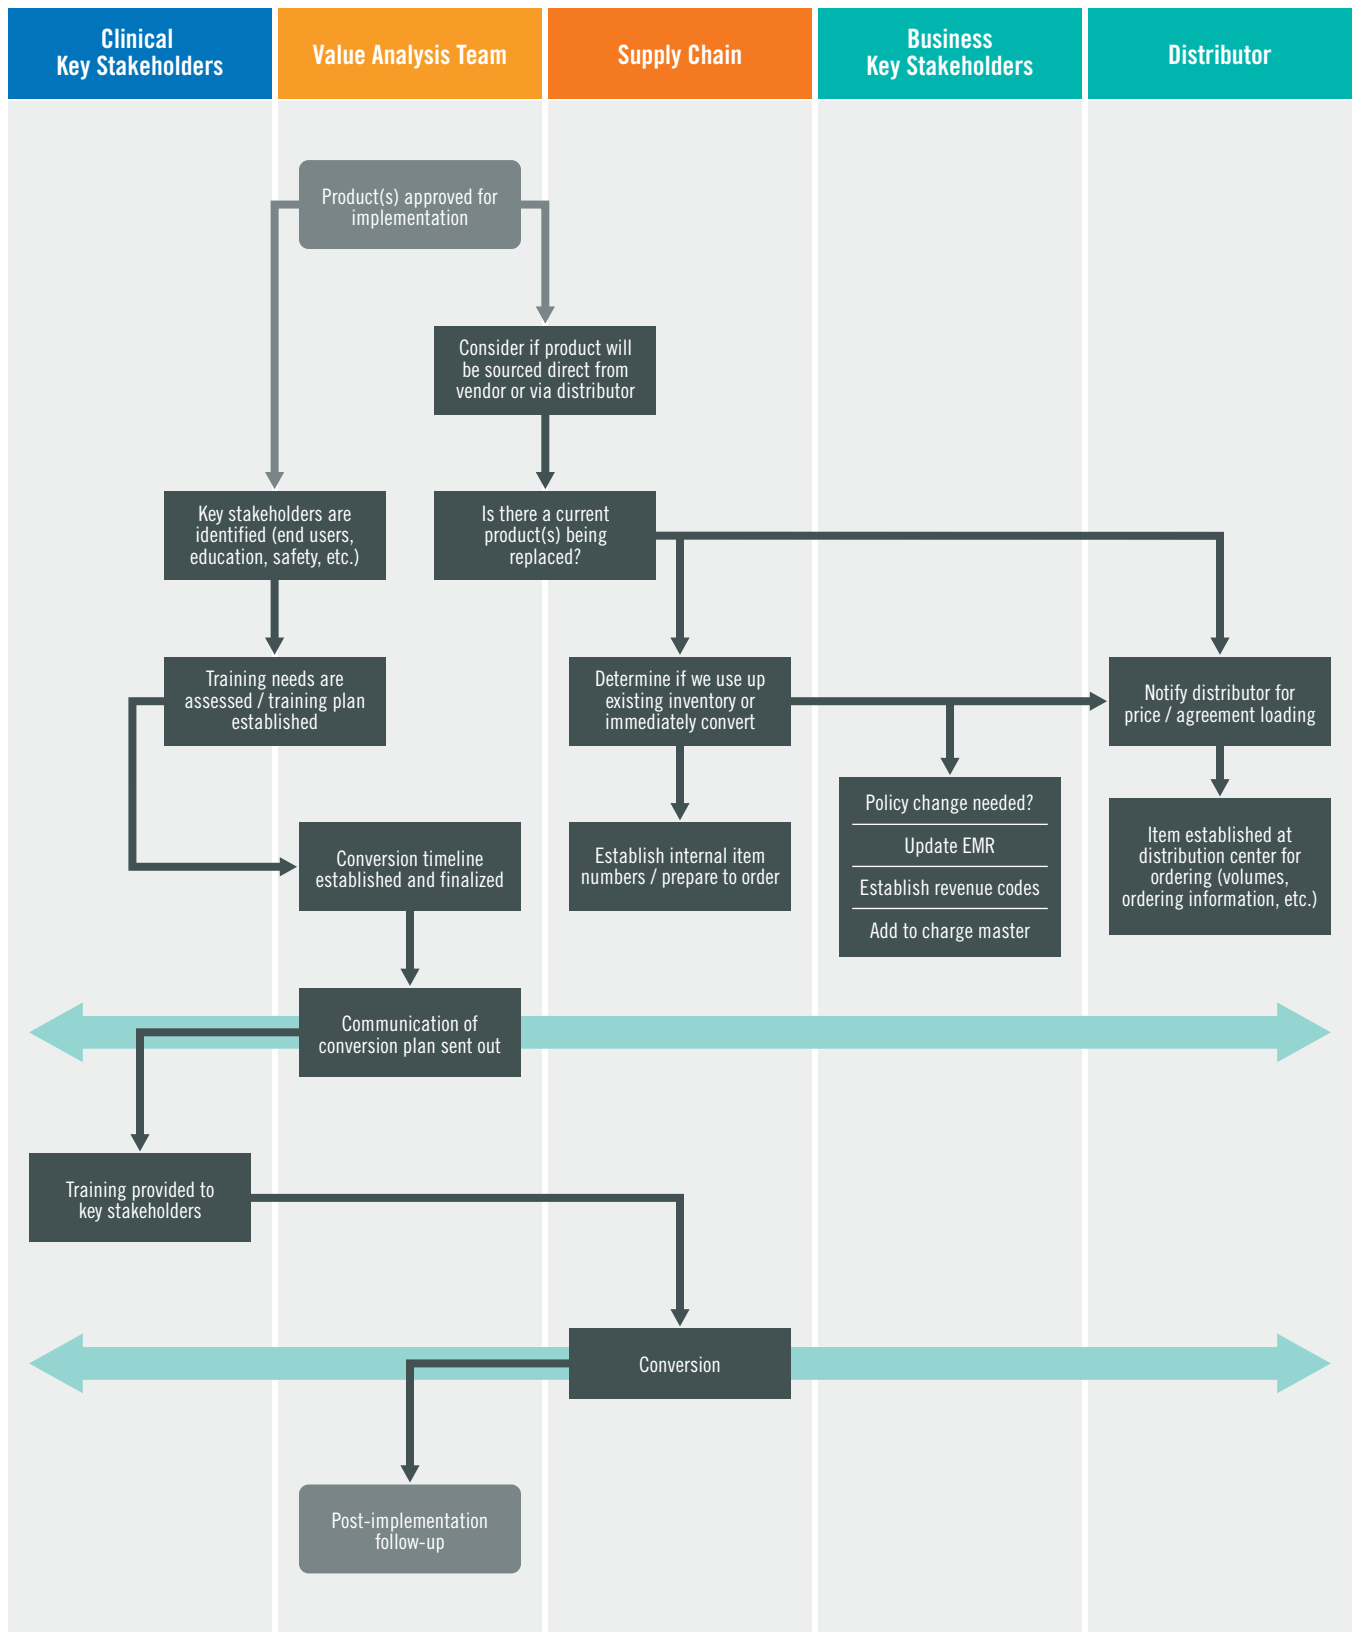 Clinical
Key Stakeholders
Value Analysis Team
Supply Chain
Business
Key Stakeholders
Distributor
Product(s) approved for
implementation
Consider if product will
be sourced direct from
vendor or via distributor
Key stakeholders are
identified (end users,
education, safety, etc.)
Is there a current
product(s) being
replaced?
Training needs are
assessed / training plan
established
Determine if we use up
existing inventory or
immediately convert
Notify distributor for
price / agreement loading
Policy change needed?
Update EMR
Establish revenue codes
Add to charge master
Conversion timeline
established and finalized
Establish internal item
numbers / prepare to order
Item established at
distribution center for
ordering (volumes,
ordering information, etc.)
Communication of
conversion plan sent out
Training provided to
key stakeholders
Conversion
Post-implementation
follow-up